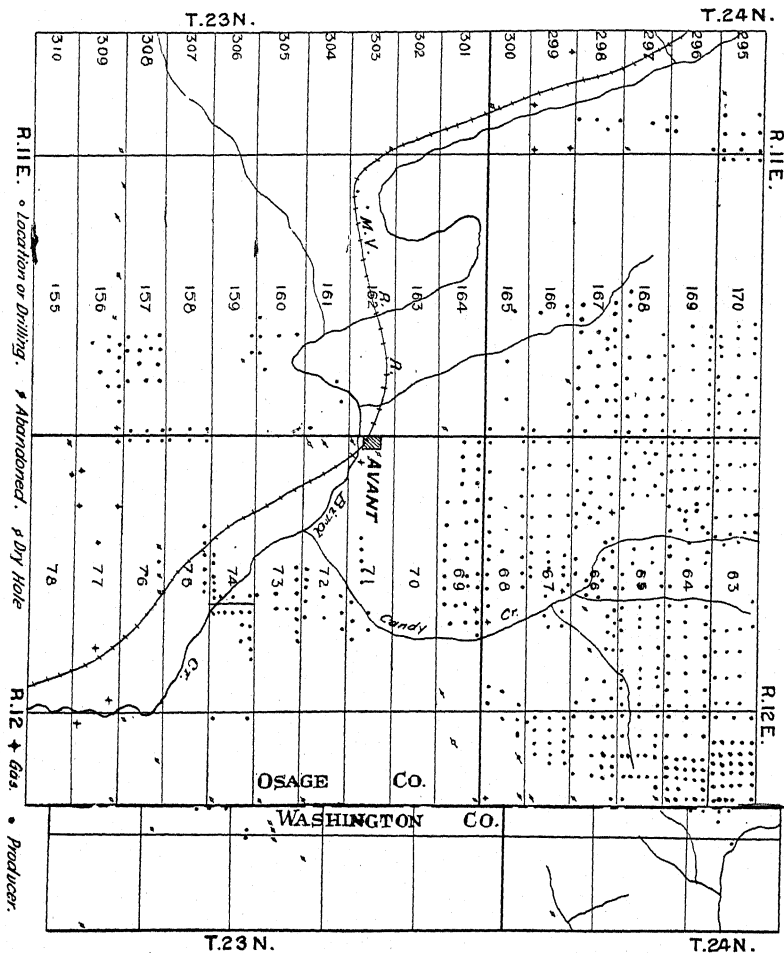 T.23N.
T.24N.
310
309
308
307
306
305
304
303
302
301
300
299
298
297
296
295
R.11E.
R.11E.
M.V.
R.
R.
155
156
157
158
159
160
161
162
163
164
165
166
167
168
169
170
AVANT
Bird
Cr.
Candy
Cr.
78
77
76
75
74
73
72
71
70
69
68
67
66
65
64
63
R.12
R.12E.
OSAGE CO.
WASHINGTON CO.
T.23N.
T.24N.
Location or Drilling.
Abandoned.
Dry Hole
Gas.
Producer.